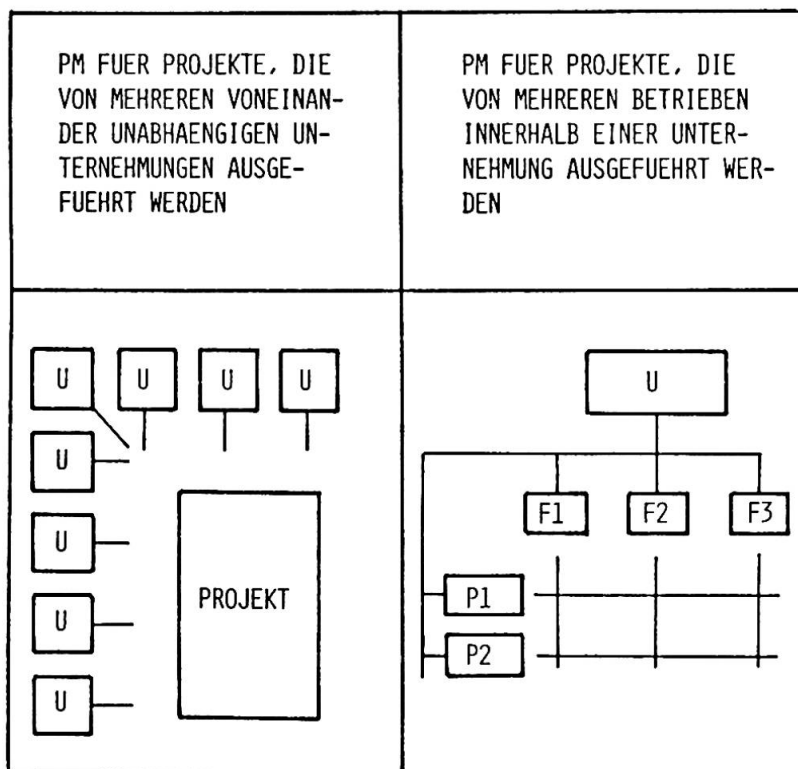 PM FUER PROJEKTE, DIE
VON MEHREREN VONEINAN-
DER UNABHAENGIGEN UN-
TERNEHMUNGEN AUSGE-
FUEHRT WERDEN
PM FUER PROJEKTE, DIE
VON MEHREREN BETRIEBEN
INNERHALB EINER UNTER-
NEHMUNG AUSGEFUEHRT WER-
DEN
U U U U
U
U
U
U
PROJEKT
U
F1 F2 F3
P1
P2